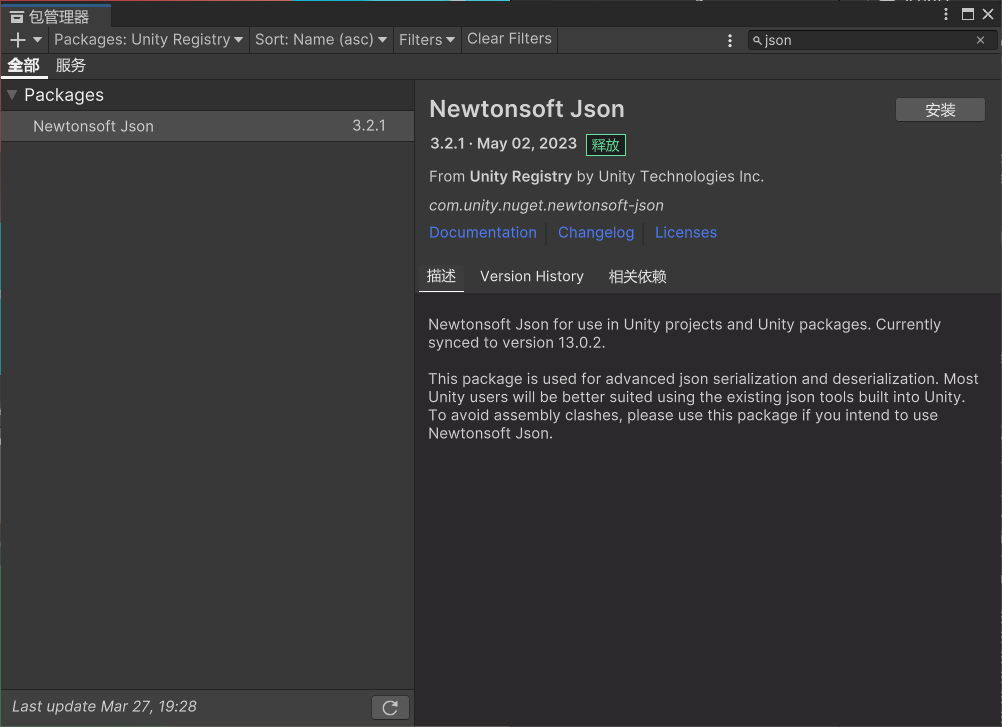 包管理器
Packages: Unity Registry Sort: Name (asc) Filters Clear Filters json
全部 服务
Packages
Newtonsoft Json 3.2.1
Newtonsoft Json 安装
3.2.1 · May 02, 2023 释放
From Unity Registry by Unity Technologies Inc.
com.unity.nuget.newtonsoft-json
Documentation Changelog Licenses
描述 Version History 相关依赖
Newtonsoft Json for use in Unity projects and Unity packages. Currently
synced to version 13.0.2.
This package is used for advanced json serialization and deserialization. Most
Unity users will be better suited using the existing json tools built into Unity.
To avoid assembly clashes, please use this package if you intend to use
Newtonsoft Json.
Last update Mar 27, 19:28